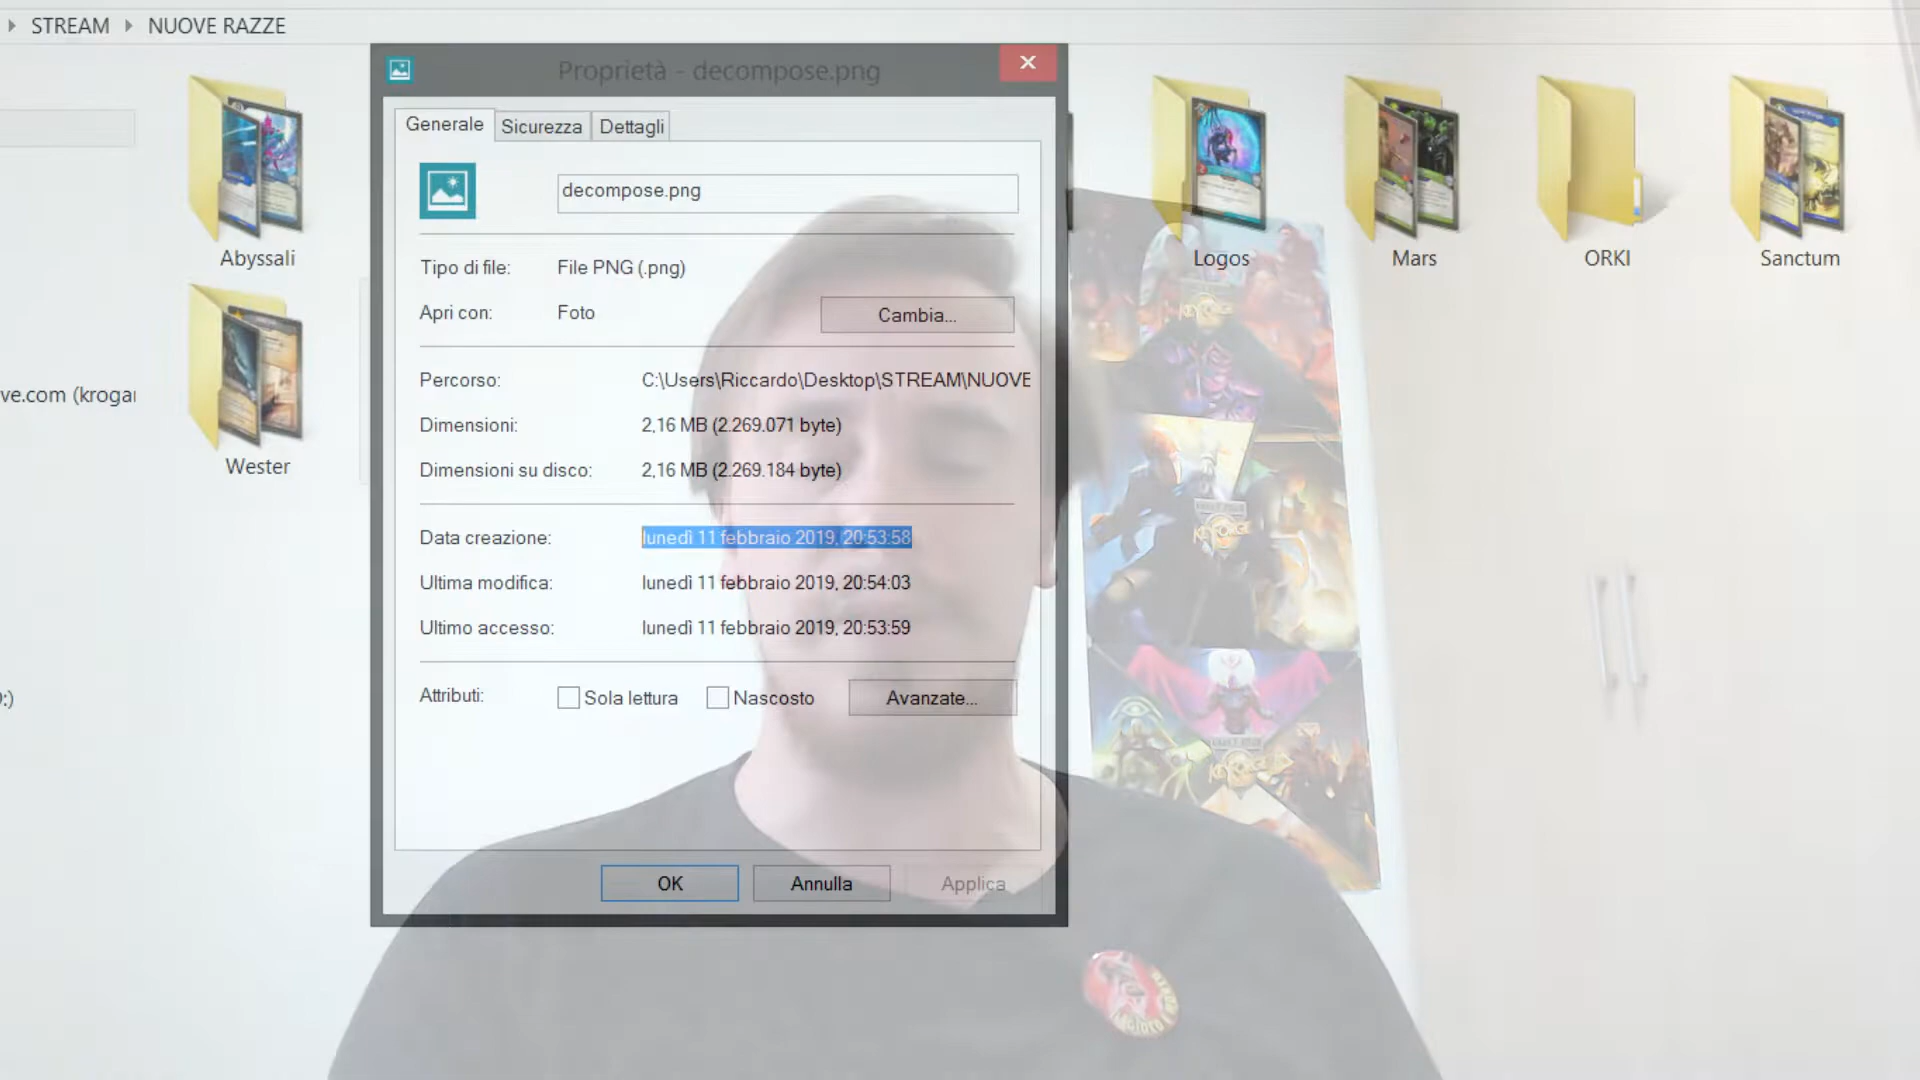 STREAM NUOVE RAZZE
Proprietà - decompose.png
Generale Sicurezza Dettagli
decompose.png
Tipo di file: File PNG (.png)
Apri con: Foto Cambia...
Percorso: C:\Users\Riccardo\Desktop\STREAM\NUOVE
Dimensioni: 2,16 MB (2.269.071 byte)
Dimensioni su disco: 2,16 MB (2.269.184 byte)
Data creazione: lunedì 11 febbraio 2019, 20:53:58
Ultima modifica: lunedì 11 febbraio 2019, 20:54:03
Ultimo accesso: lunedì 11 febbraio 2019, 20:53:59
Attributi: Sola lettura Nascosto Avanzate...
OK Annulla Applica
Abyssali
Logos
Mars
ORKI
Sanctum
Wester
ve.com (krogar
:)
KEYFORGE
KEYFORGE
KEYFORGE